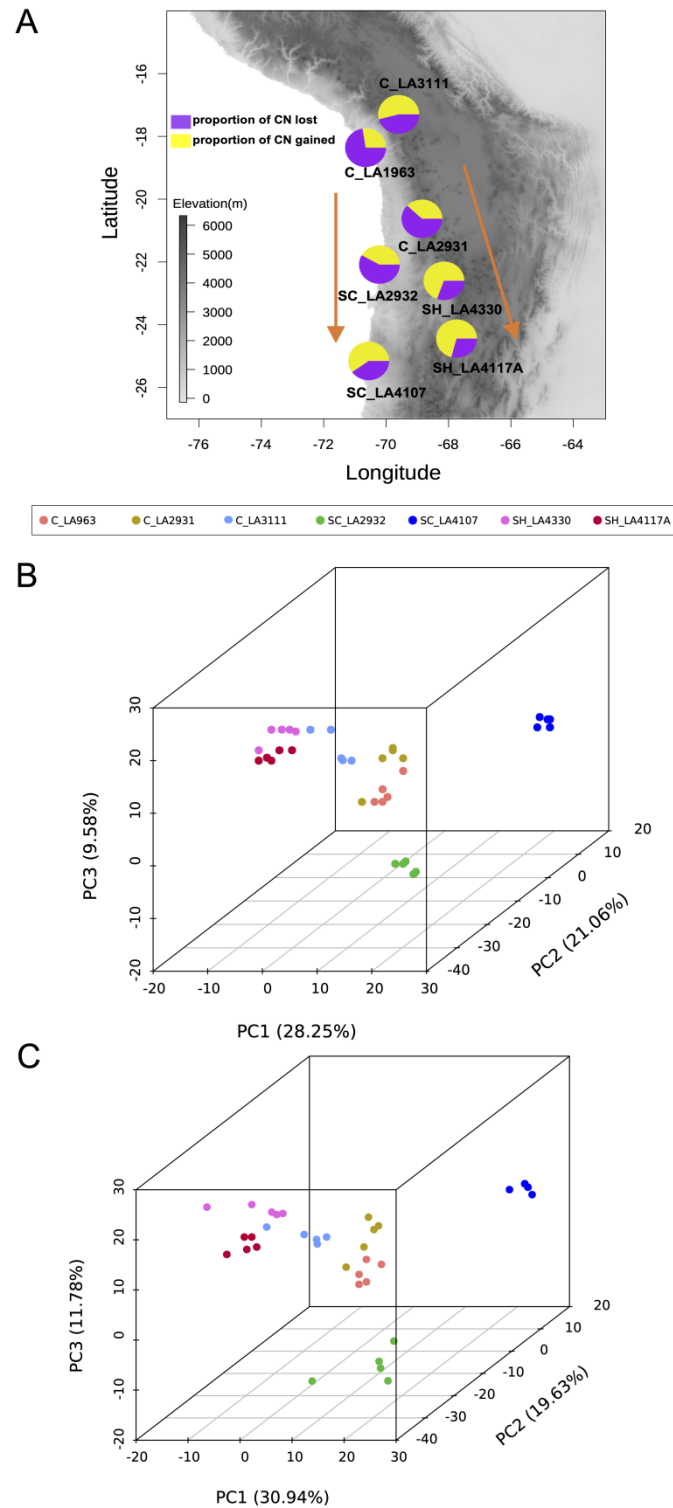 A
-16
-18
-20
-22
-24
-26
Latitude
proportion of CN lost
proportion of CN gained
Elevation(m)
6000
5000
4000
3000
2000
1000
0
C_LA3111
C_LA1963
C_LA2931
SC_LA2932
SH_LA4330
SH_LA4117A
SC_LA4107
-76 -74 -72 -70 -68 -66 -64
Longitude
C_LA963 C_LA2931 C_LA3111 SC_LA2932 SC_LA4107 SH_LA4330 SH_LA4117A
B
30
20
10
0
-10
-20
PC3 (9.58%)
-20 -10 0 10 20 30
PC1 (28.25%)
20
10
0
-10
-20
-30
-40
PC2 (21.06%)
C
30
20
10
0
-10
-20
PC3 (11.78%)
-20 -10 0 10 20 30
PC1 (30.94%)
20
10
0
-10
-20
-30
-40
PC2 (19.63%)